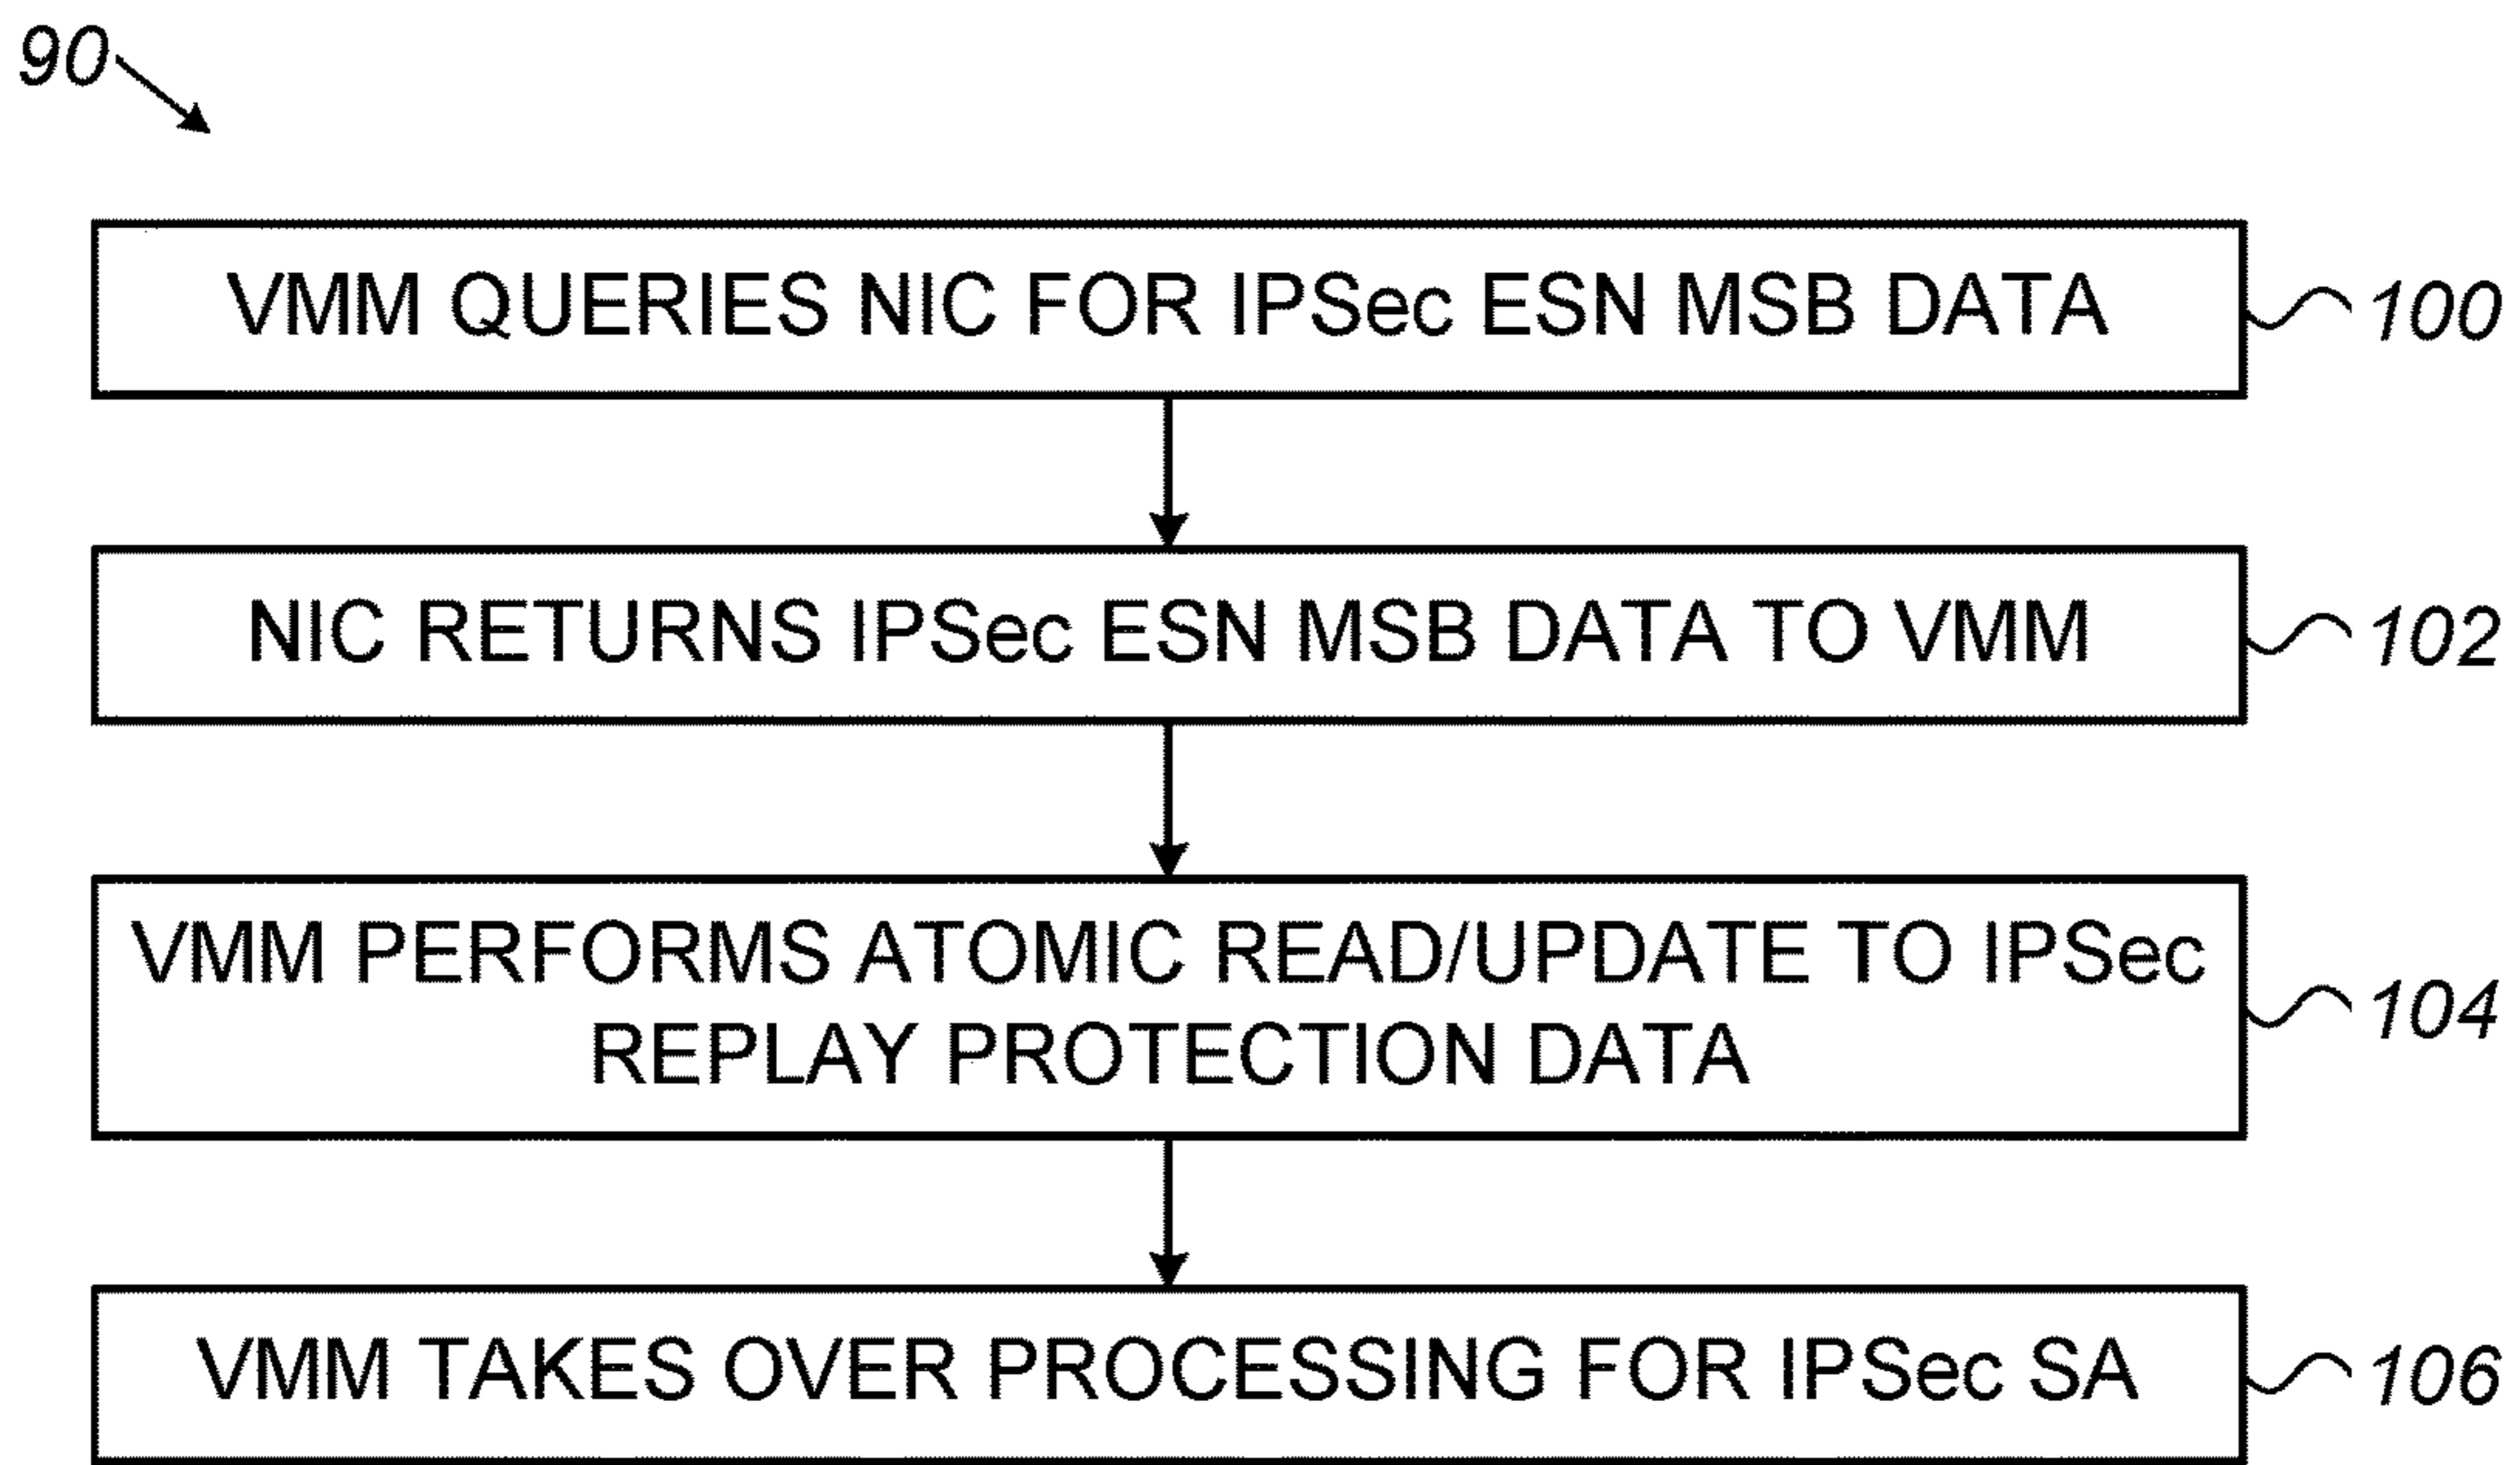 90
VMM QUERIES NIC FOR IPSec ESN MSB DATA
100
NIC RETURNS IPSec ESN MSB DATA TO VMM
102
VMM PERFORMS ATOMIC READ/UPDATE TO IPSec
REPLAY PROTECTION DATA
104
VMM TAKES OVER PROCESSING FOR IPSec SA
106